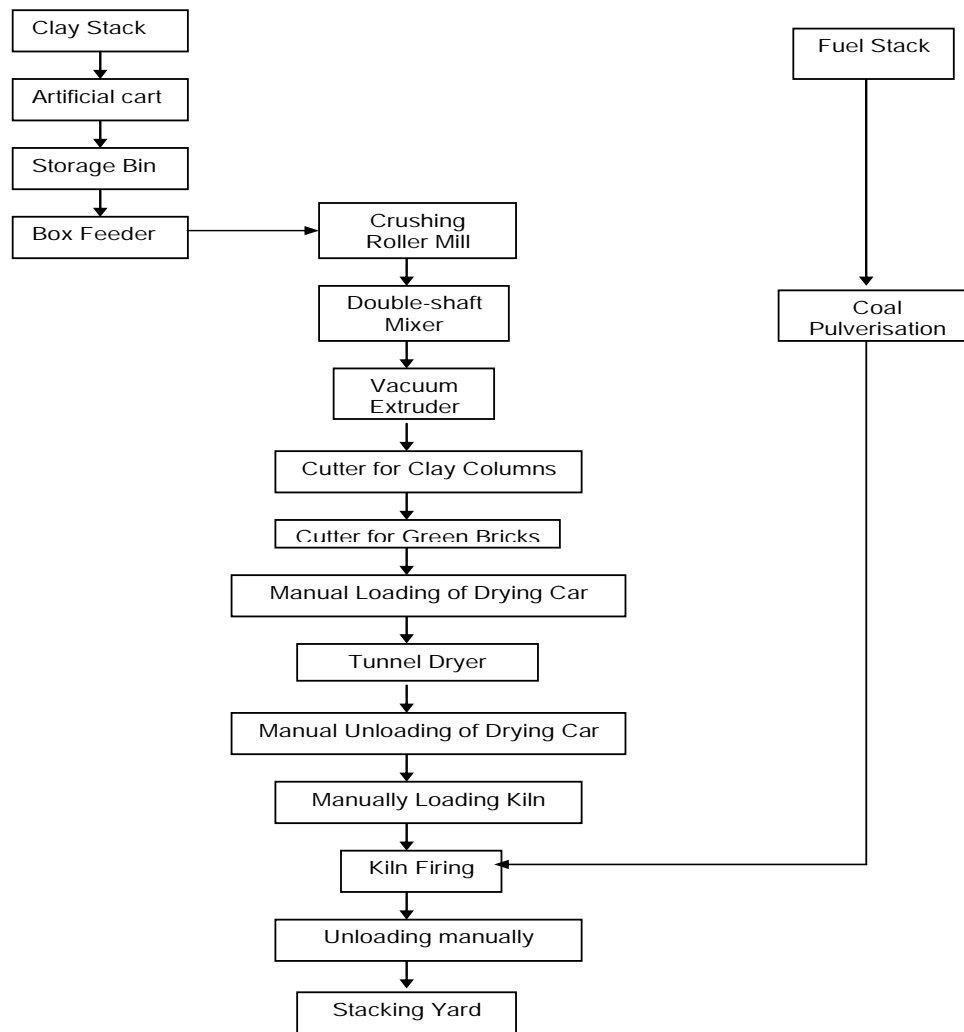 Clay Stack
Fuel Stack
Artificial cart
Storage Bin
Box Feeder
Crushing
Roller Mill
Double-shaft
Mixer
Coal
Pulverisation
Vacuum
Extruder
Cutter for Clay Columns
Cutter for Green Bricks
Manual Loading of Drying Car
Tunnel Dryer
Manual Unloading of Drying Car
Manually Loading Kiln
Kiln Firing
Unloading manually
Stacking Yard